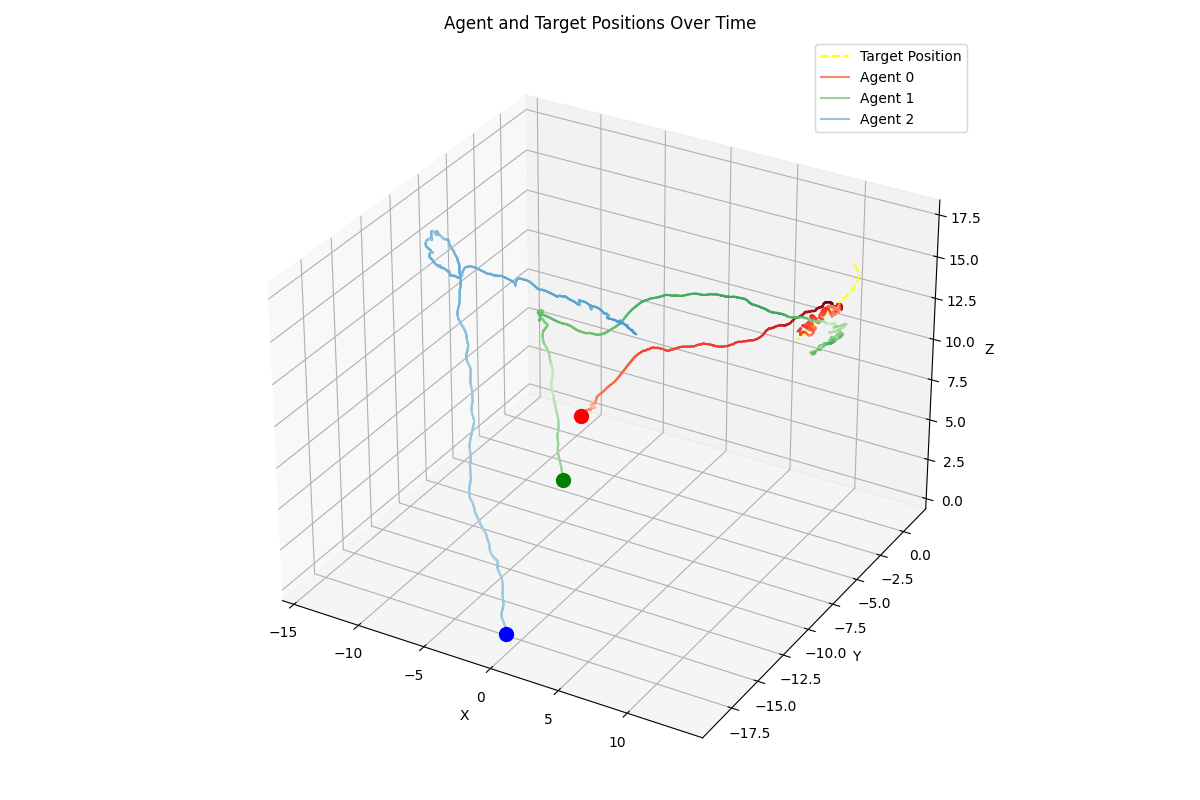 Agent and Target Positions Over Time
Target Position
Agent 0
Agent 1
Agent 2
17.5
15.0
12.5
10.0
Z
7.5
5.0
2.5
0.0
0.0
−2.5
−5.0
−7.5
−10.0
Y
−12.5
−15.0
−17.5
−15
−10
−5
0
5
10
X